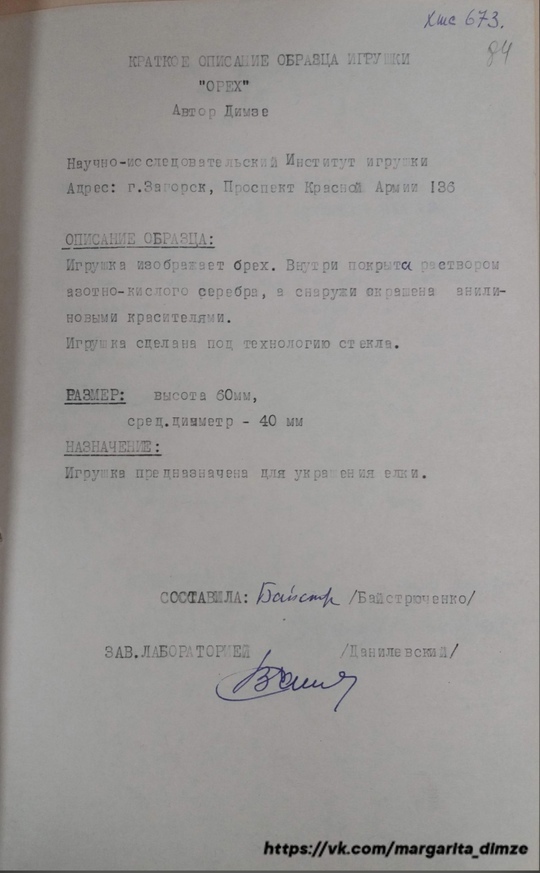 хтс 673.
84
КРАТКОЕ ОПИСАНИЕ ОБРАЗЦА ИГРУШКИ
"ОРЕХ"
Автор Димзе
Научно-исследовательский Институт игрушки
Адрес: г.Загорск, Проспект Красной Армии 136
ОПИСАНИЕ ОБРАЗЦА:
Игрушка изображает орех. Внутри покрыта раствором
азотно-кислого серебра, а снаружи окрашена анили-
новыми красителями.
Игрушка сделана под технологию стекла.
РАЗМЕР: высота 60мм,
сред.диаметр - 40 мм
НАЗНАЧЕНИЕ:
Игрушка предназначена для украшения елки.
СОСТАВИЛА: /Байстрюченко/
ЗАВ.ЛАБОРАТОРИЕЙ /Данилевский/
https://vk.com/margarita_dimze